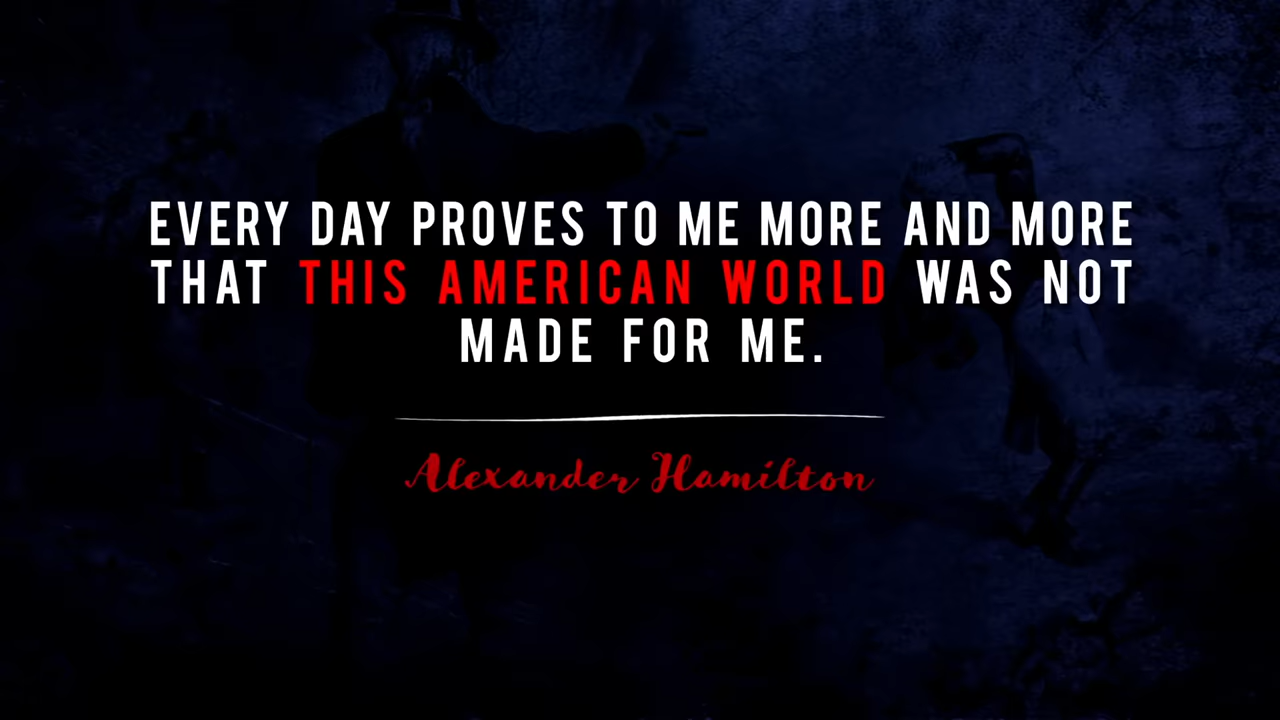 EVERY DAY PROVES TO ME MORE AND MORE
THAT THIS AMERICAN WORLD WAS NOT
MADE FOR ME.
Alexander Hamilton